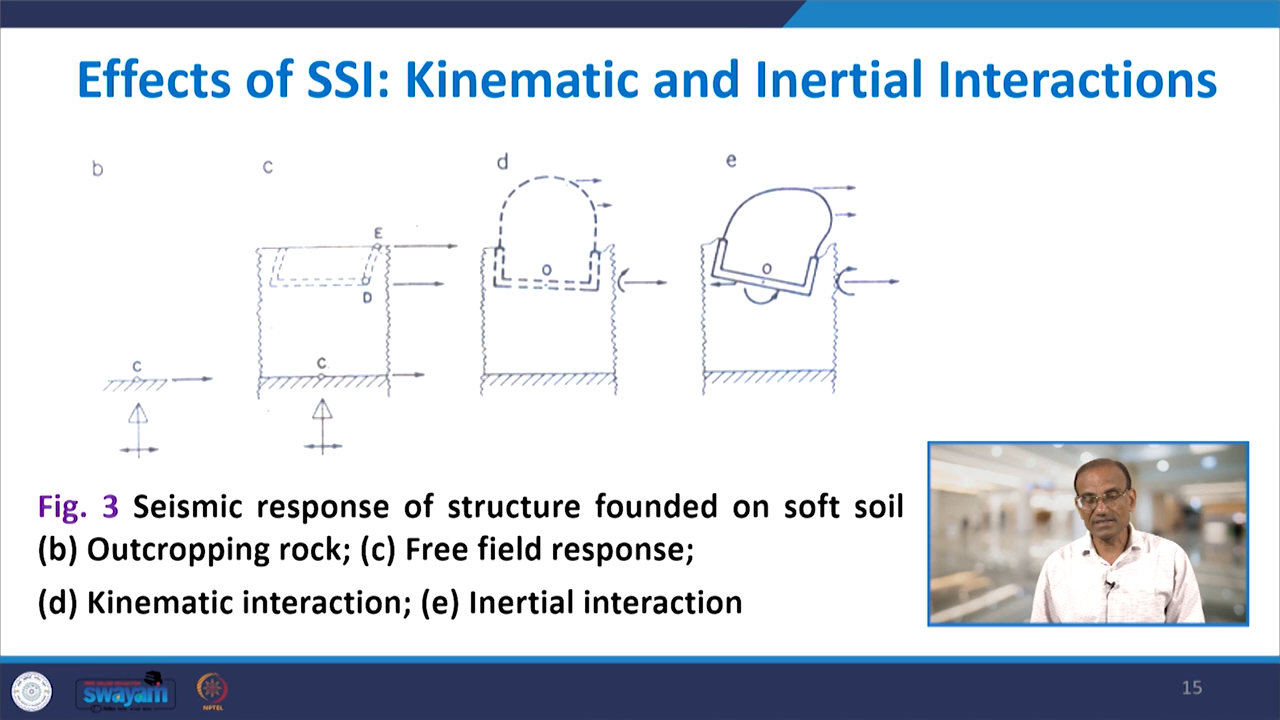 Effects of SSI: Kinematic and Inertial Interactions
b
c
d
e
E
D
C
C
O
O
Fig. 3 Seismic response of structure founded on soft soil
(b) Outcropping rock; (c) Free field response;
(d) Kinematic interaction; (e) Inertial interaction
swayam
NPTEL
15